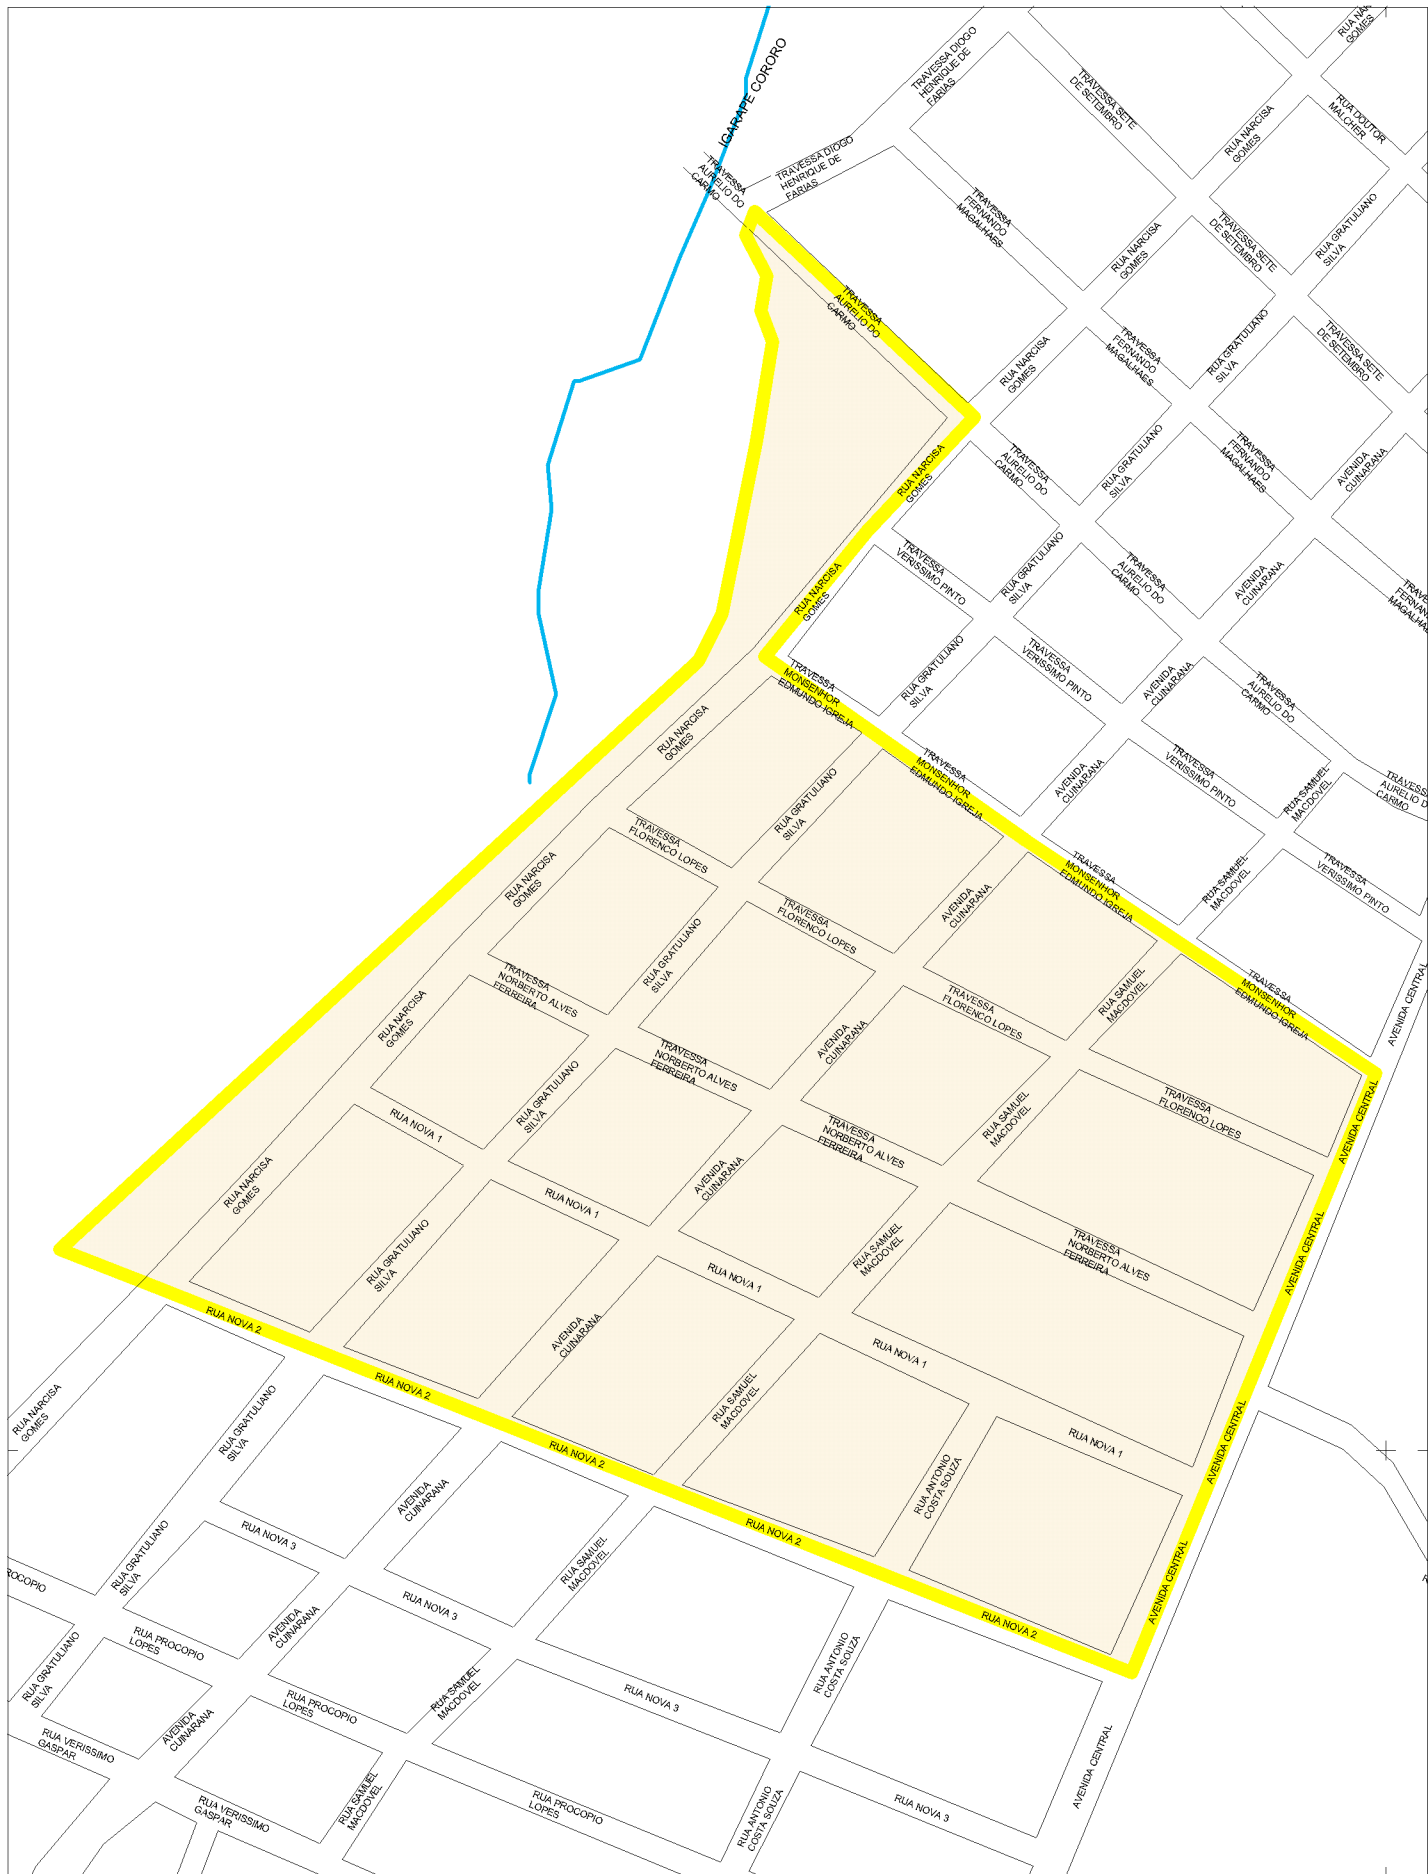 RUA NARCISA
GOMES
TRAVESSA DIOGO
HENRIQUE DE
FARIAS
TRAVESSA SETE
DE SETEMBRO
RUA DOUTOR
MALCHER
IGARAPE CORORO
RUA NARCISA
GOMES
TRAVESSA
AURELIO DO
CARMO
TRAVESSA DIOGO
HENRIQUE DE
FARIAS
TRAVESSA
FERNANDO
MAGALHAES
RUA NARCISA
GOMES
TRAVESSA SETE
DE SETEMBRO
RUA GRATULIANO
SILVA
TRAVESSA
AURELIO DO
CARMO
RUA NARCISA
GOMES
TRAVESSA
FERNANDO
MAGALHAES
RUA GRATULIANO
SILVA
TRAVESSA SETE
DE SETEMBRO
RUA NARCISA
GOMES
TRAVESSA
AURELIO DO
CARMO
RUA GRATULIANO
SILVA
TRAVESSA
FERNANDO
MAGALHAES
AVENIDA
CUINARANA
RUA NARCISA
GOMES
TRAVESSA
VERISSIMO PINTO
RUA GRATULIANO
SILVA
TRAVESSA
AURELIO DO
CARMO
AVENIDA
CUINARANA
TRAVESSA
MONSENHOR
EDMUNDO IGREJA
RUA GRATULIANO
SILVA
TRAVESSA
VERISSIMO PINTO
AVENIDA
CUINARANA
TRAVESSA
AURELIO DO
CARMO
RUA NARCISA
GOMES
RUA GRATULIANO
SILVA
TRAVESSA
MONSENHOR
EDMUNDO IGREJA
AVENIDA
CUINARANA
TRAVESSA
VERISSIMO PINTO
RUA SAMUEL
MACDOVEL
CARMO
TRAVESSA
FLORENCO LOPES
RUA NARCISA
GOMES
TRAVESSA
FLORENCO LOPES
AVENIDA
CUINARANA
TRAVESSA
MONSENHOR
EDMUNDO IGREJA
RUA SAMUEL
MACDOVEL
TRAVESSA
VERISSIMO PINTO
TRAVESSA
NORBERTO ALVES
FERREIRA
RUA GRATULIANO
SILVA
TRAVESSA
FLORENCO LOPES
RUA SAMUEL
MACDOVEL
TRAVESSA
MONSENHOR
EDMUNDO IGREJA
AVENIDA CENTRAL
RUA NARCISA
GOMES
RUA GRATULIANO
SILVA
TRAVESSA
NORBERTO ALVES
FERREIRA
AVENIDA
CUINARANA
RUA SAMUEL
MACDOVEL
TRAVESSA
FLORENCO LOPES
AVENIDA CENTRAL
RUA NOVA 1
RUA NARCISA
GOMES
RUA NOVA 1
AVENIDA
CUINARANA
TRAVESSA
NORBERTO ALVES
FERREIRA
RUA GRATULIANO
SILVA
RUA NOVA 1
RUA SAMUEL
MACDOVEL
TRAVESSA
NORBERTO ALVES
FERREIRA
AVENIDA CENTRAL
RUA NOVA 2
AVENIDA
CUINARANA
RUA NOVA 1
RUA NARCISA
GOMES
RUA GRATULIANO
SILVA
RUA NOVA 2
RUA SAMUEL
MACDOVEL
RUA NOVA 1
AVENIDA CENTRAL
AVENIDA
CUINARANA
RUA NOVA 2
RUA ANTONIO
COSTA SOUZA
RUA GRATULIANO
SILVA
RUA NOVA 3
RUA SAMUEL
MACDOVEL
RUA NOVA 2
AVENIDA CENTRAL
RUA PROCOPIO
LOPES
AVENIDA
CUINARANA
RUA NOVA 3
RUA NOVA 2
RUA GRATULIANO
SILVA
RUA PROCOPIO
LOPES
RUA SAMUEL
MACDOVEL
RUA NOVA 3
RUA ANTONIO
COSTA SOUZA
RUA VERISSIMO
GASPAR
AVENIDA
CUINARANA
RUA VERISSIMO
GASPAR
RUA SAMUEL
MACDOVEL
RUA PROCOPIO
LOPES
RUA ANTONIO
COSTA SOUZA
RUA NOVA 3
AVENIDA CENTRAL